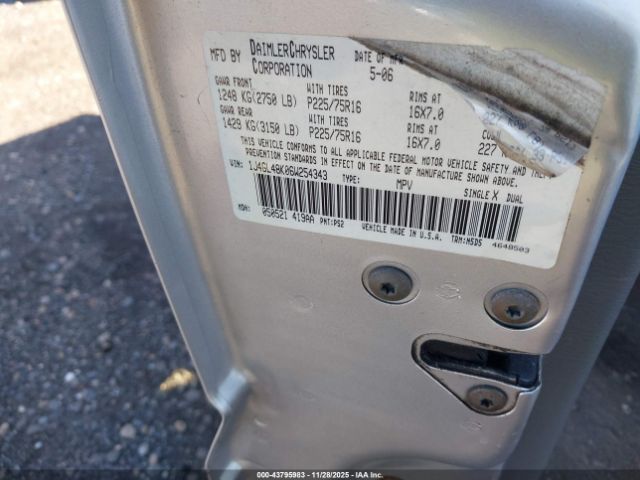 MFD BY DAIMLERCHRYSLER CORPORATION DATE OF MFR 5-06
GAWR FRONT WITH TIRES RIMS AT
1248 KG(2750 LB) P225/75R16 16X7.0
GAWR REAR WITH TIRES RIMS AT COLD
1429 KG(3150 LB) P225/75R16 16X7.0 227
THIS VEHICLE CONFORMS TO ALL APPLICABLE FEDERAL MOTOR VEHICLE SAFETY AND THEFT
PREVENTION STANDARDS IN EFFECT ON THE DATE OF MANUFACTURE SHOWN ABOVE.
VIN: 1J4GL48K06W254343 TYPE: MPV SINGLE X DUAL
MDH: 050521 419AA PNT:PS2 VEHICLE MADE IN U.S.A. TRM:M5D5 4648503
000-43795983 | 11/28/2025 - IAAI.com